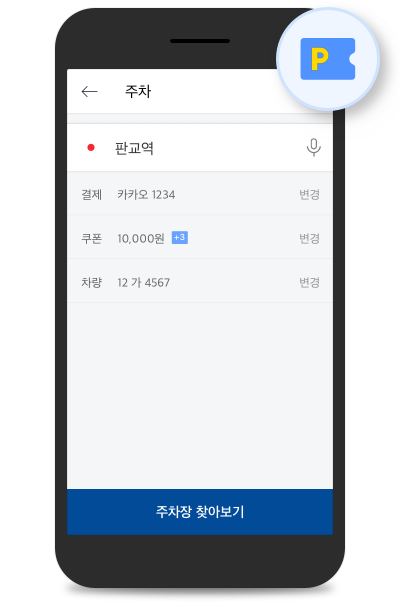 P
주차
판교역
결제 카카오 1234 변경
쿠폰 10,000원 +3 변경
차량 12 가 4567 변경
주차장 찾아보기